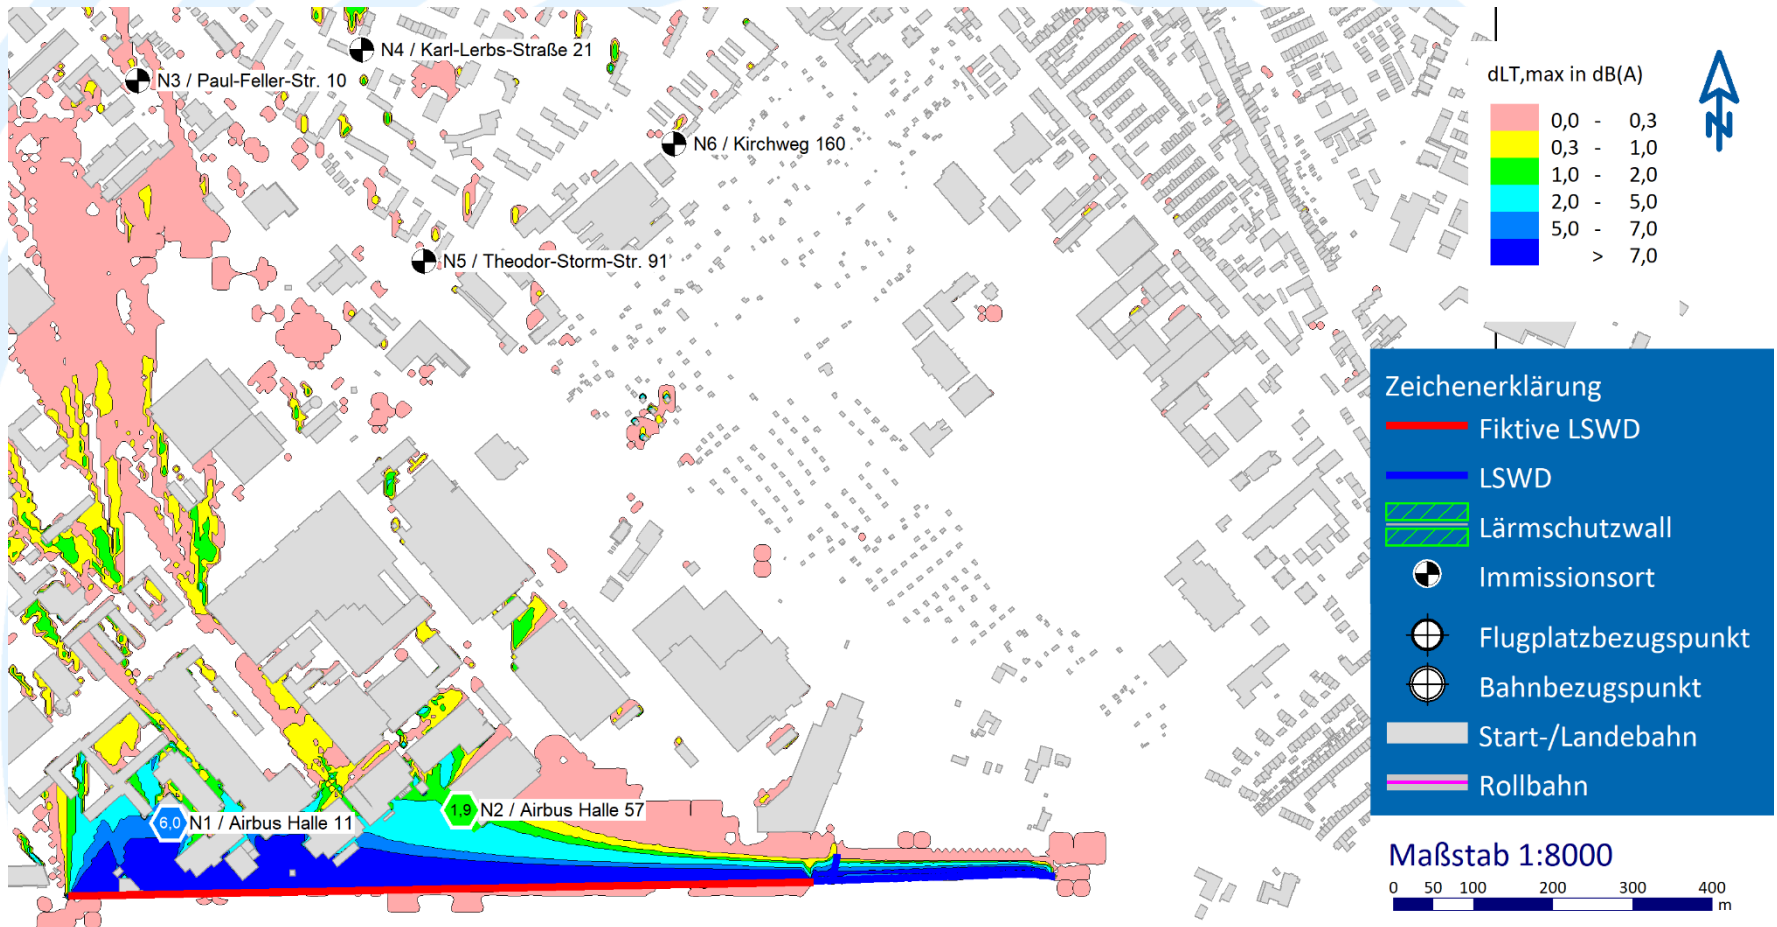 N4 / Karl-Lerbs-Straße 21
N3 / Paul-Feller-Str. 10
N6 / Kirchweg 160
N5 / Theodor-Storm-Str. 91
6,0 N1 / Airbus Halle 11
1,9 N2 / Airbus Halle 57
dLT,max in dB(A)
0,0 - 0,3
0,3 - 1,0
1,0 - 2,0
2,0 - 5,0
5,0 - 7,0
> 7,0
N
Zeichenerklärung
Fiktive LSWD
LSWD
Lärmschutzwall
Immissionsort
Flugplatzbezugspunkt
Bahnbezugspunkt
Start-/Landebahn
Rollbahn
Maßstab 1:8000
0 50 100 200 300 400
m